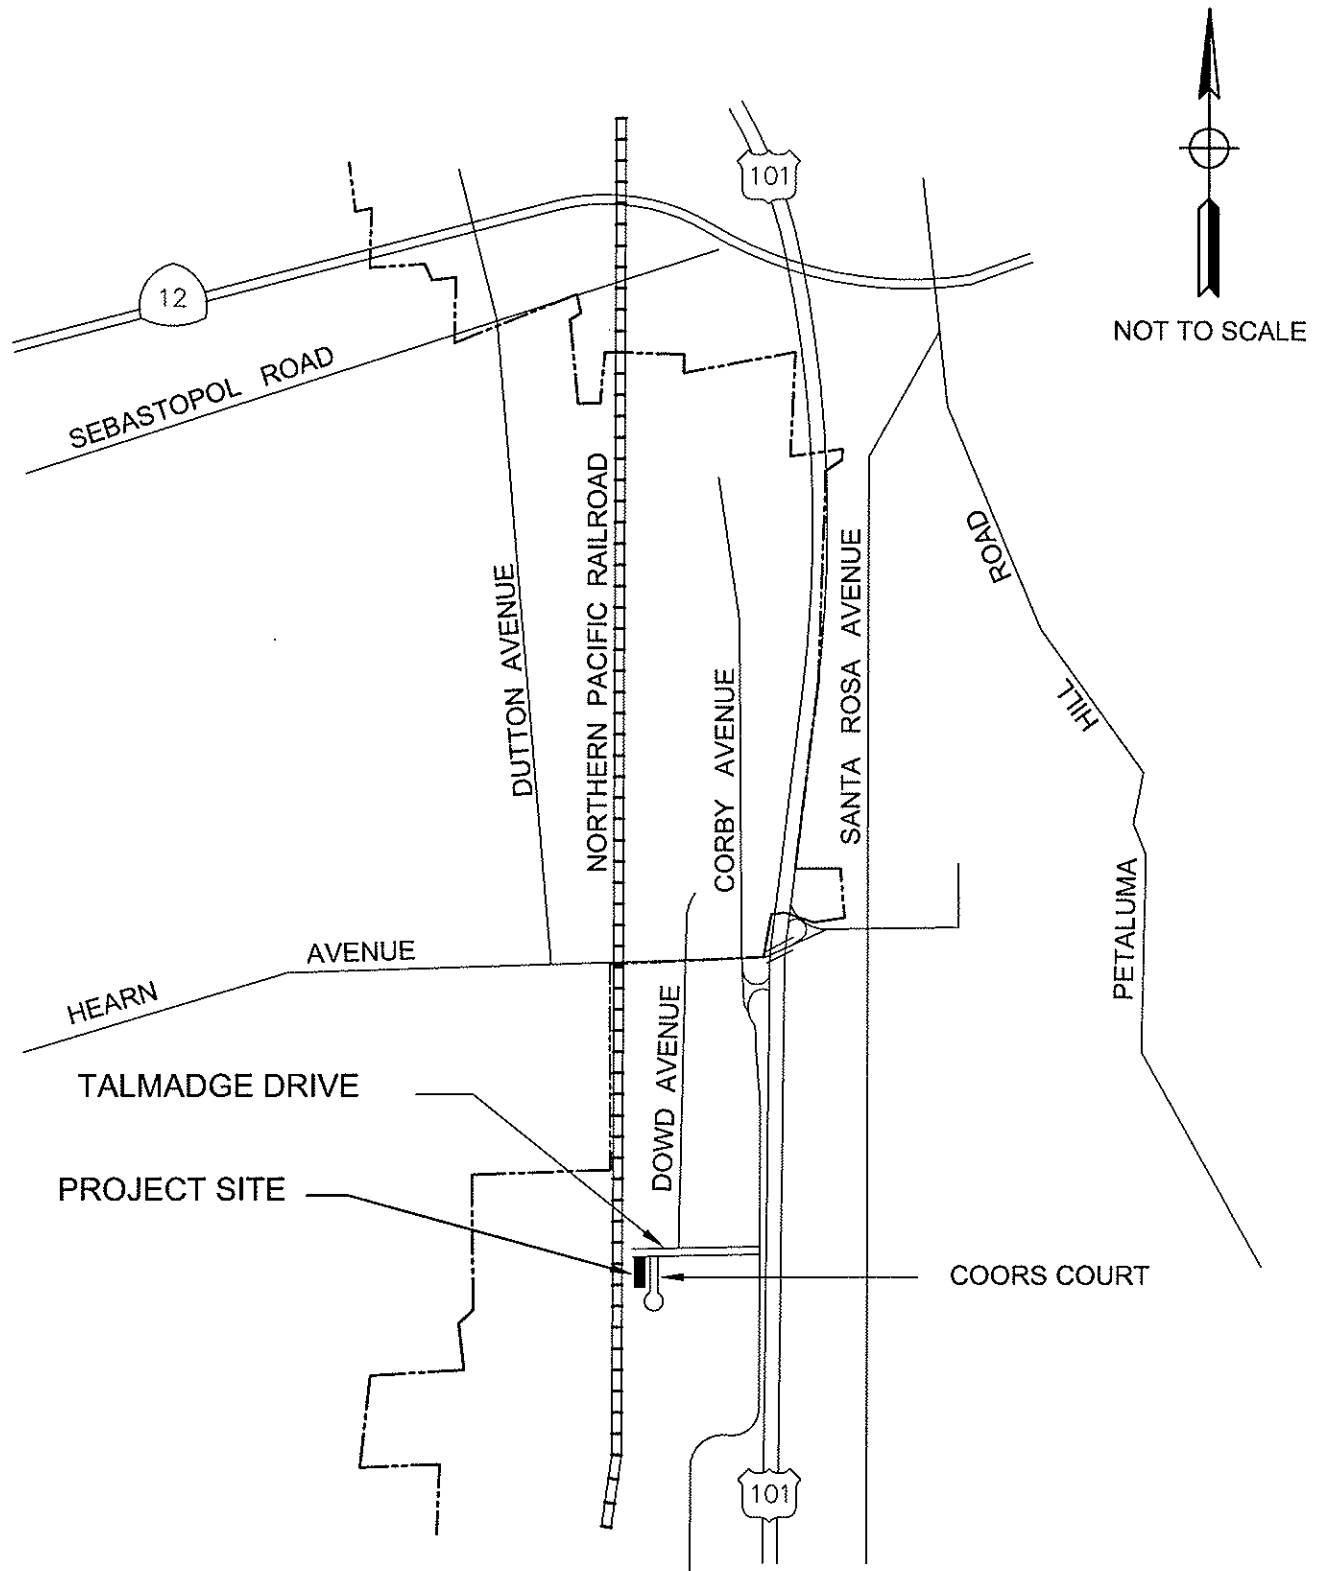 101
12
NOT TO SCALE
SEBASTOPOL ROAD
NORTHERN PACIFIC RAILROAD
DUTTON AVENUE
CORBY AVENUE
SANTA ROSA AVENUE
PETALUMA HILL ROAD
HEARN AVENUE
DOWD AVENUE
TALMADGE DRIVE
PROJECT SITE
COORS COURT
101